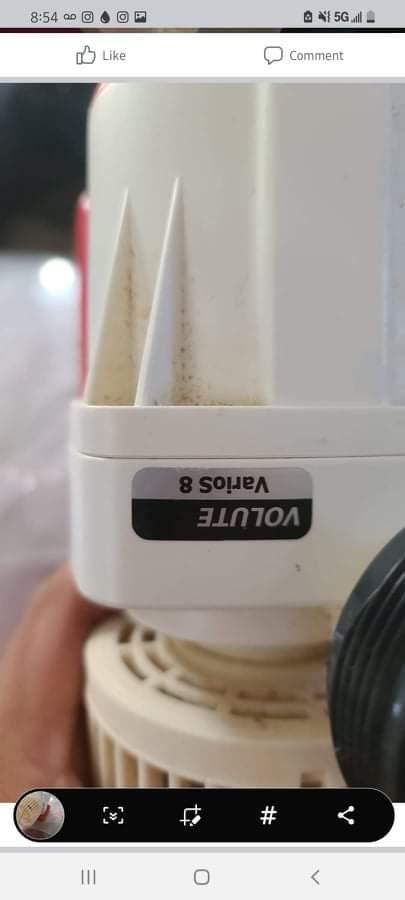 8:54
5G
Like
Comment
VOLUTE
VarioS 8